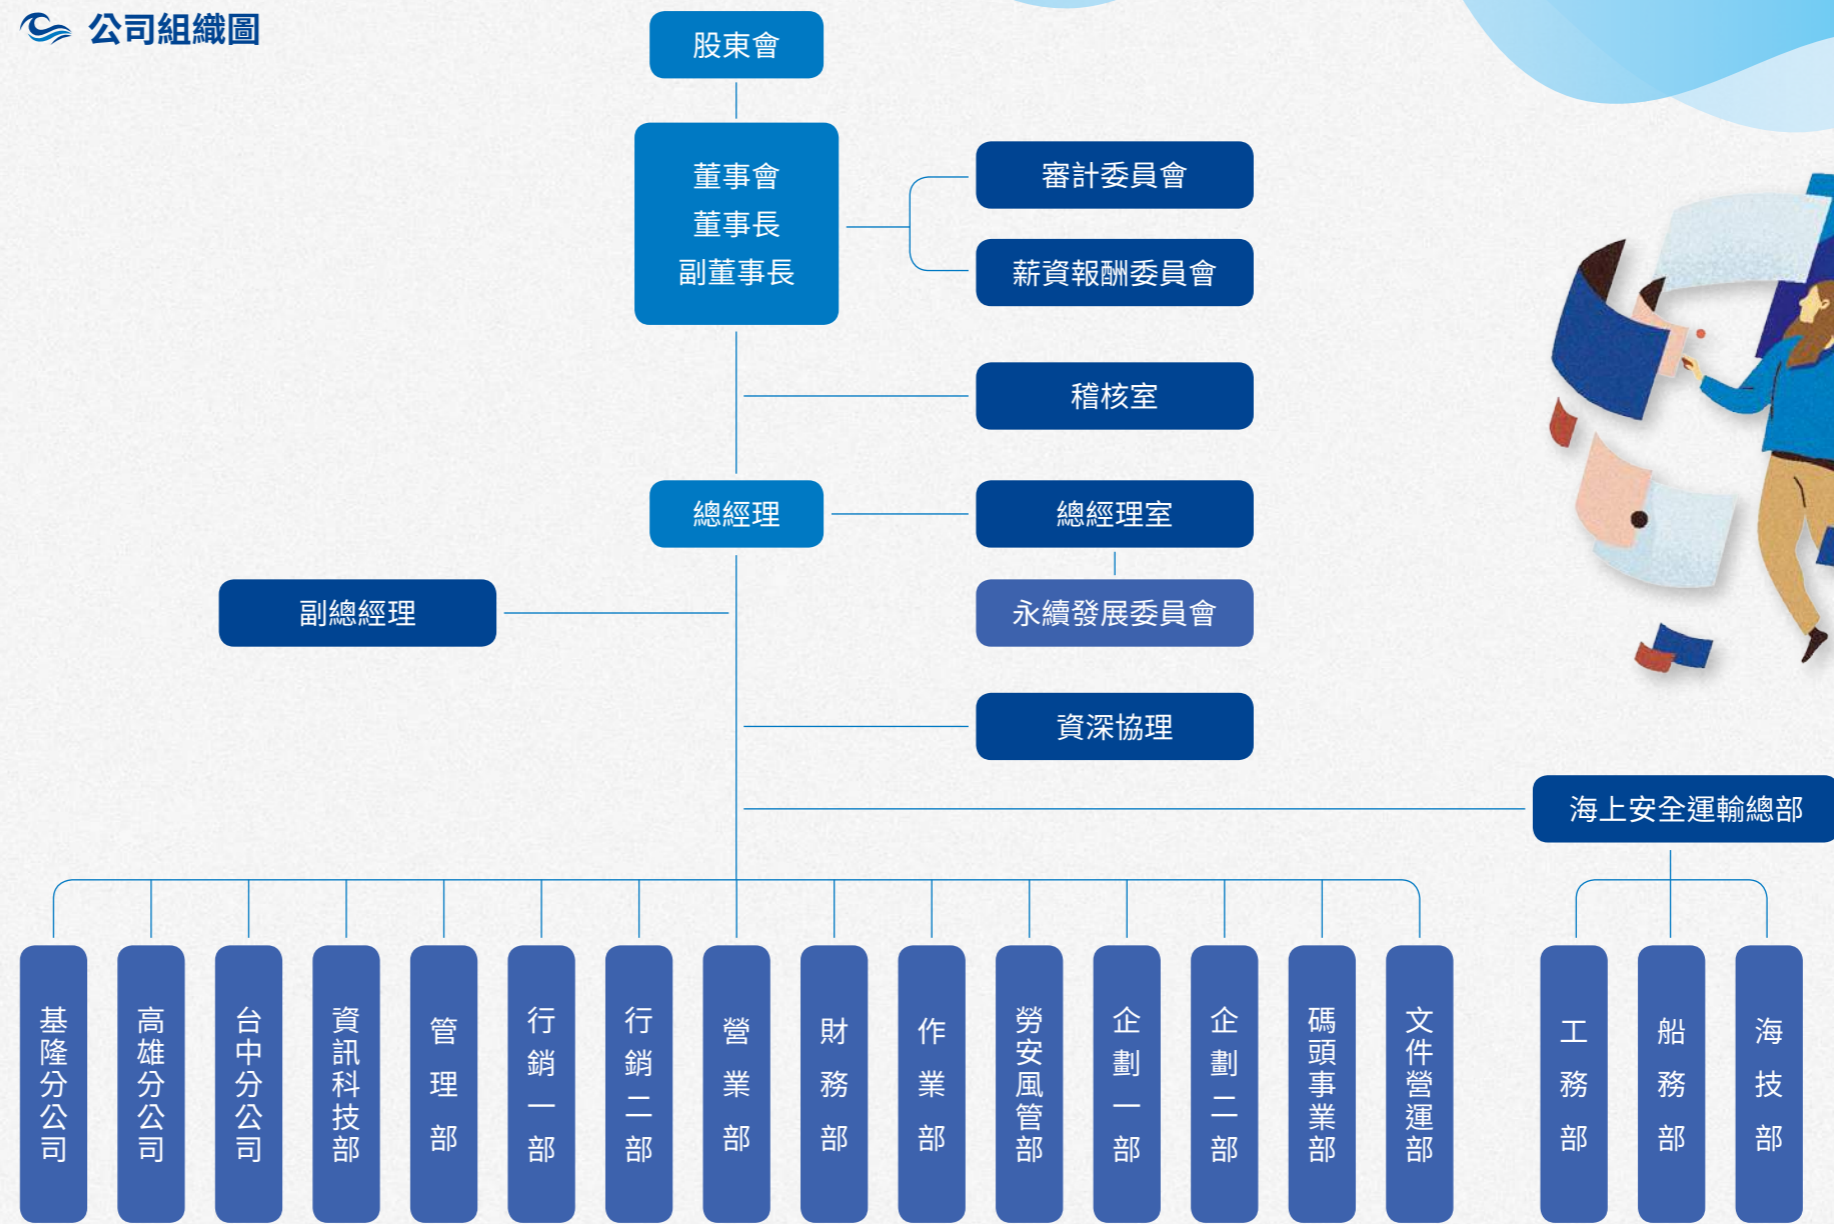 公司組織圖
股東會
董事會
董事長
副董事長
審計委員會
薪資報酬委員會
稽核室
總經理
總經理室
副總經理
永續發展委員會
資深協理
海上安全運輸總部
基隆分公司
高雄分公司
台中分公司
資訊科技部
管理部
行銷一部
行銷二部
營業部
財務部
作業部
勞安風管部
企劃一部
企劃二部
碼頭事業部
文件營運部
工務部
船務部
海技部